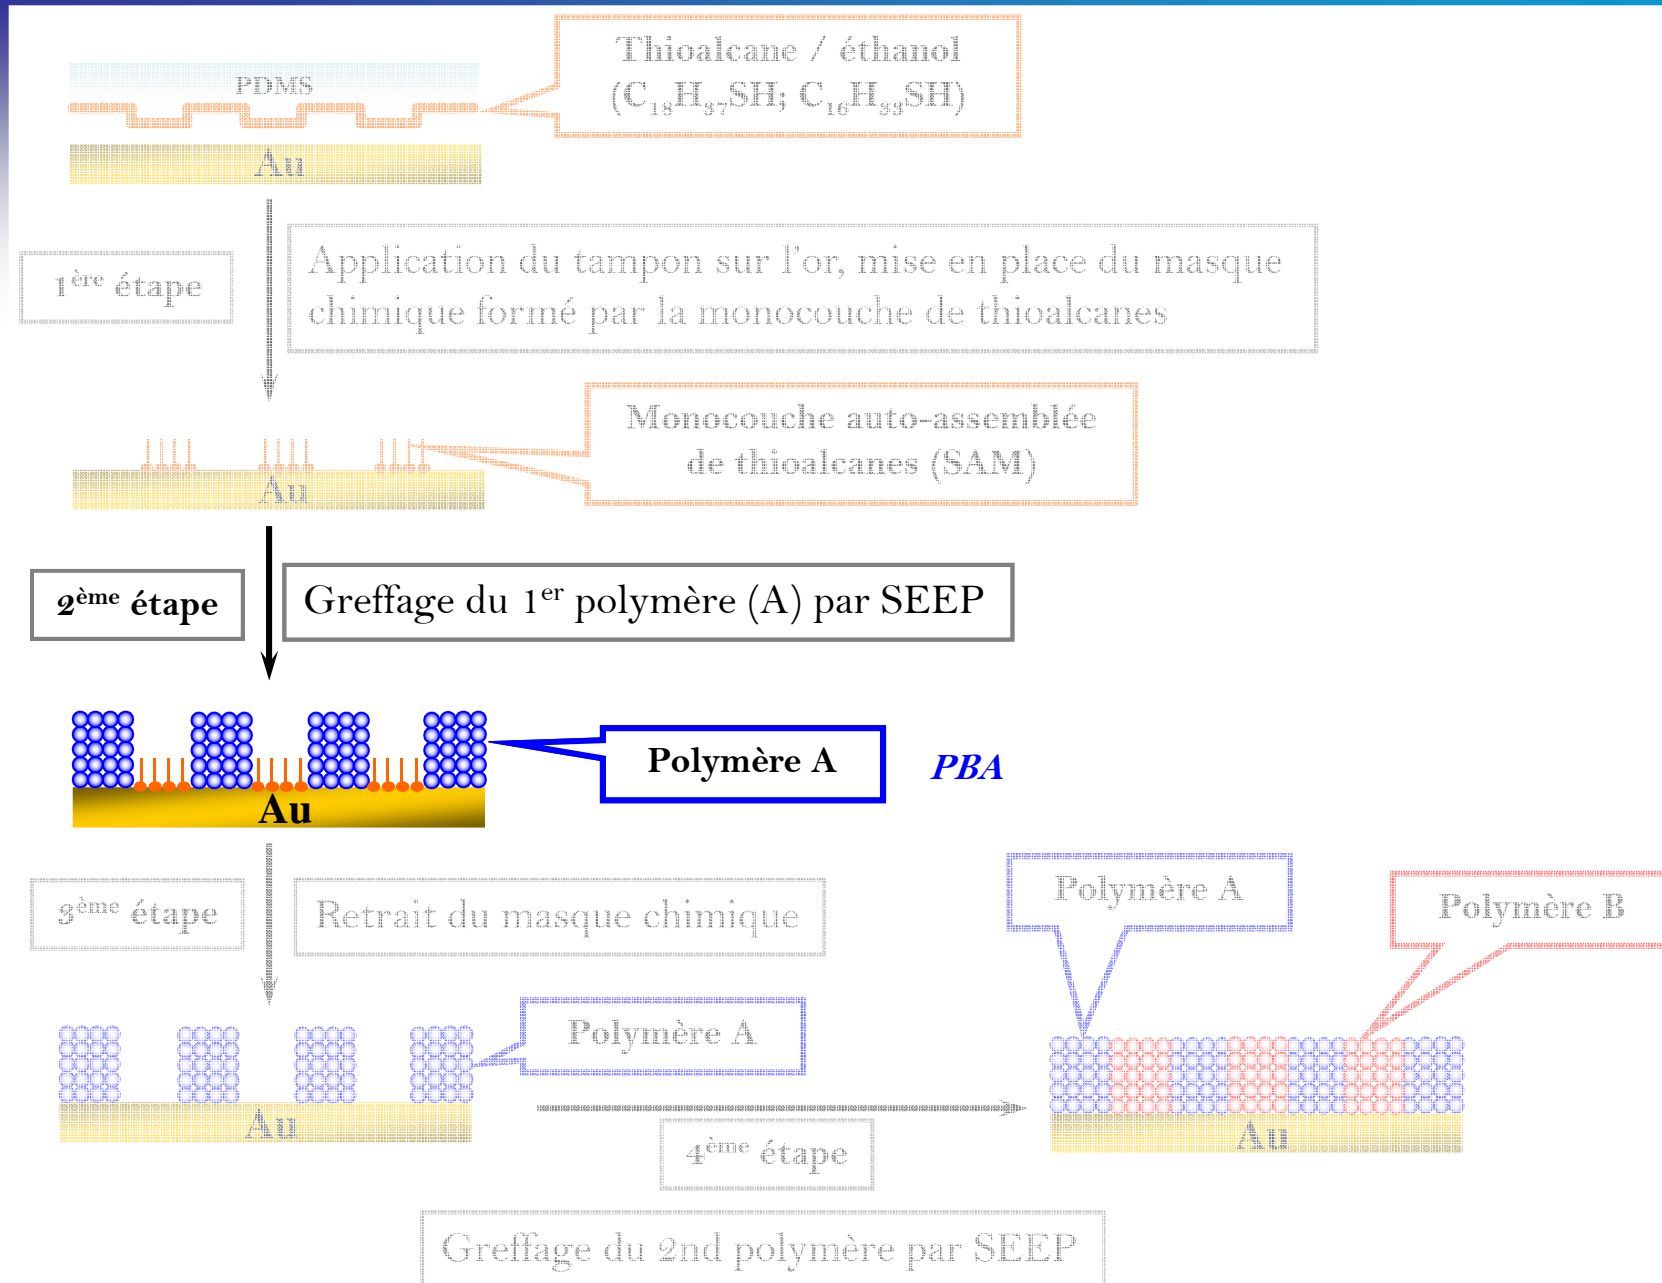 Thioalcane / éthanol
(C₁₈H₃₇SH; C₁₆H₃₃SH)
PDMS
Au
1ère étape
Application du tampon sur l'or, mise en place du masque
chimique formé par la monocouche de thioalcanes
Monocouche auto-assemblée
de thioalcanes (SAM)
Au
2ème étape
Greffage du 1er polymère (A) par SEEP
Polymère A
PBA
Au
3ème étape
Retrait du masque chimique
Polymère A
Polymère B
Polymère A
Au
Au
4ème étape
Greffage du 2nd polymère par SEEP